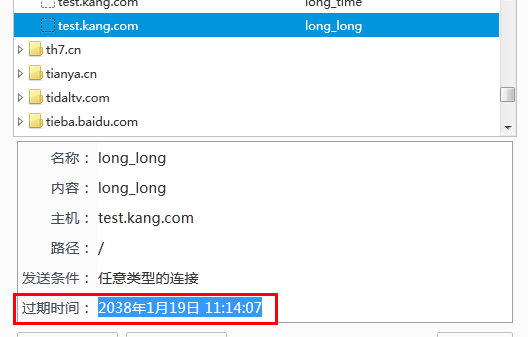 test.kang.com long_time
test.kang.com long_long
th7.cn
tianya.cn
tidaltv.com
tieba.baidu.com
名称： long_long
内容： long_long
主机： test.kang.com
路径： /
发送条件： 任意类型的连接
过期时间： 2038年1月19日 11:14:07